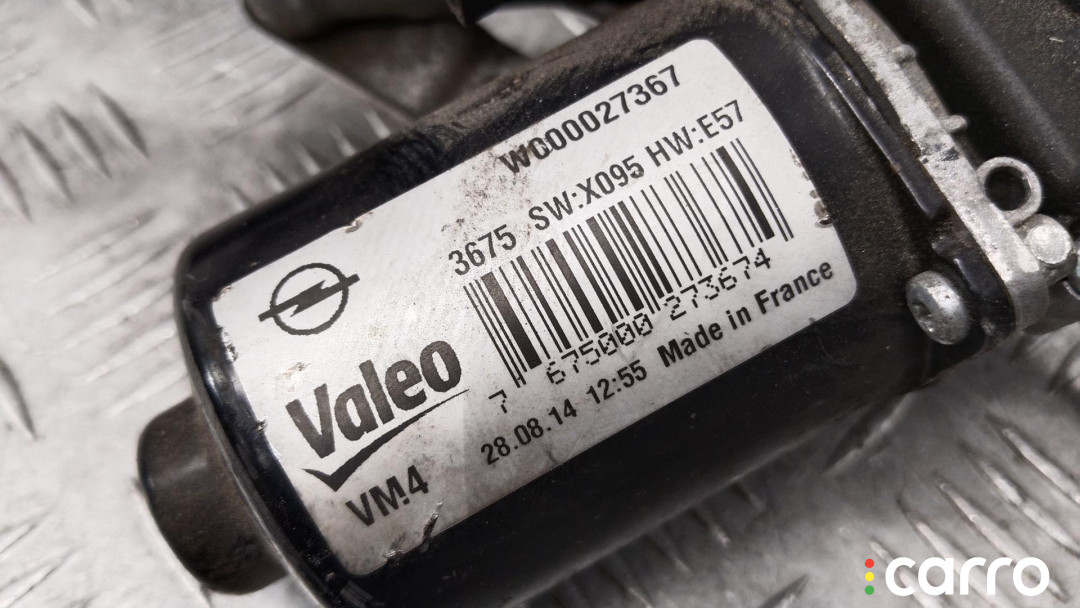 W000027367
3675 SW:X095 HW:E57
7 675000 273674
28.08.14 12:55 Made in France
Valeo
VM4
carro